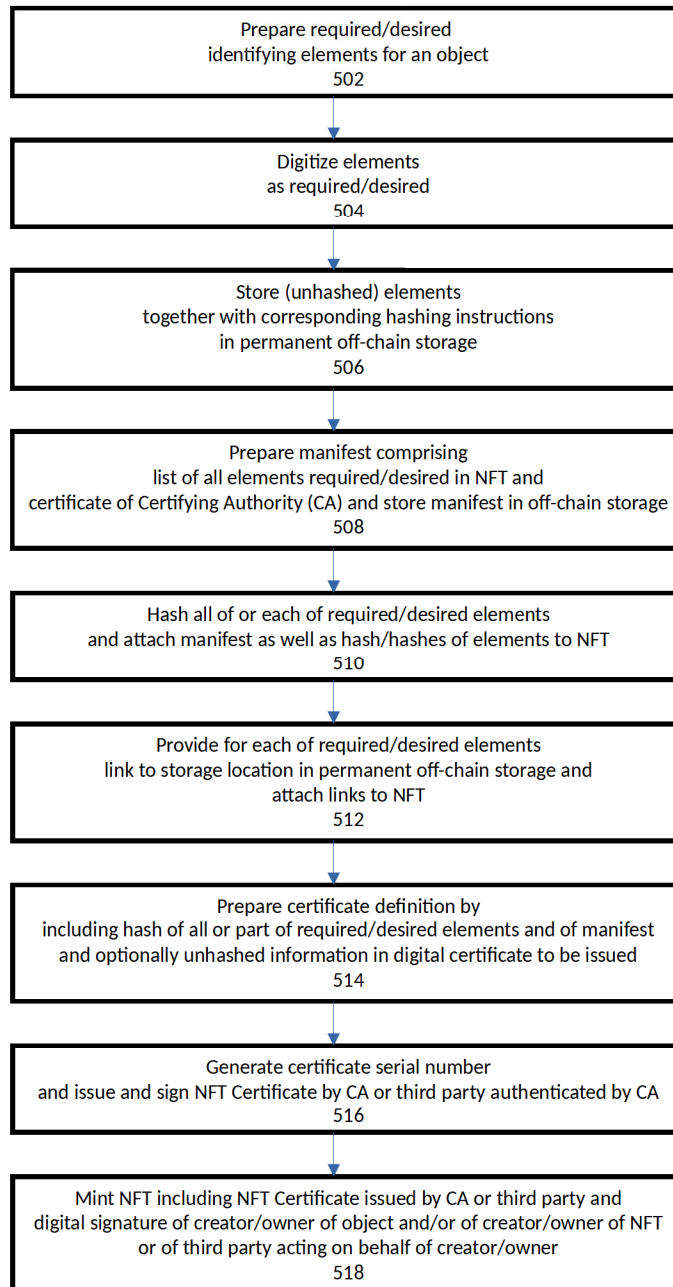 Prepare required/desired
identifying elements for an object
502
Digitize elements
as required/desired
504
Store (unhashed) elements
together with corresponding hashing instructions
in permanent off-chain storage
506
Prepare manifest comprising
list of all elements required/desired in NFT and
certificate of Certifying Authority (CA) and store manifest in off-chain storage
508
Hash all of or each of required/desired elements
and attach manifest as well as hash/hashes of elements to NFT
510
Provide for each of required/desired elements
link to storage location in permanent off-chain storage and
attach links to NFT
512
Prepare certificate definition by
including hash of all or part of required/desired elements and of manifest
and optionally unhashed information in digital certificate to be issued
514
Generate certificate serial number
and issue and sign NFT Certificate by CA or third party authenticated by CA
516
Mint NFT including NFT Certificate issued by CA or third party and
digital signature of creator/owner of object and/or of creator/owner of NFT
or of third party acting on behalf of creator/owner
518